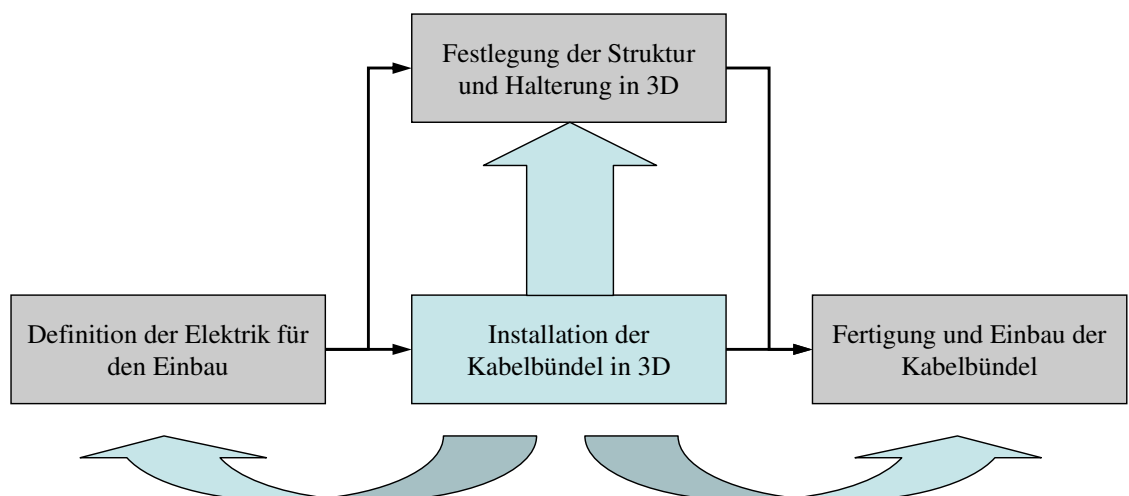 Festlegung der Struktur
und Halterung in 3D
Definition der Elektrik für
den Einbau
Installation der
Kabelbündel in 3D
Fertigung und Einbau der
Kabelbündel